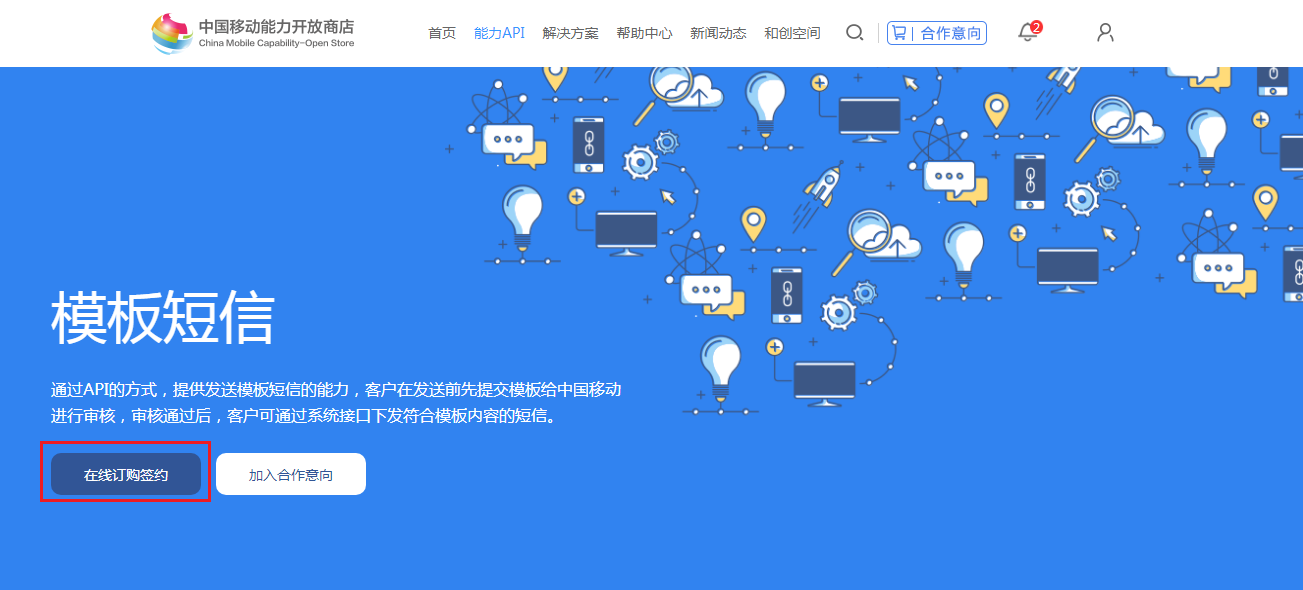 中国移动能力开放商店
China Mobile Capability-Open Store
首页 能力API 解决方案 帮助中心 新闻动态 和创空间 合作意向 2
模板短信
通过API的方式，提供发送模板短信的能力，客户在发送前先提交模板给中国移动
进行审核，审核通过后，客户可通过系统接口下发符合模板内容的短信。
在线订购签约 加入合作意向